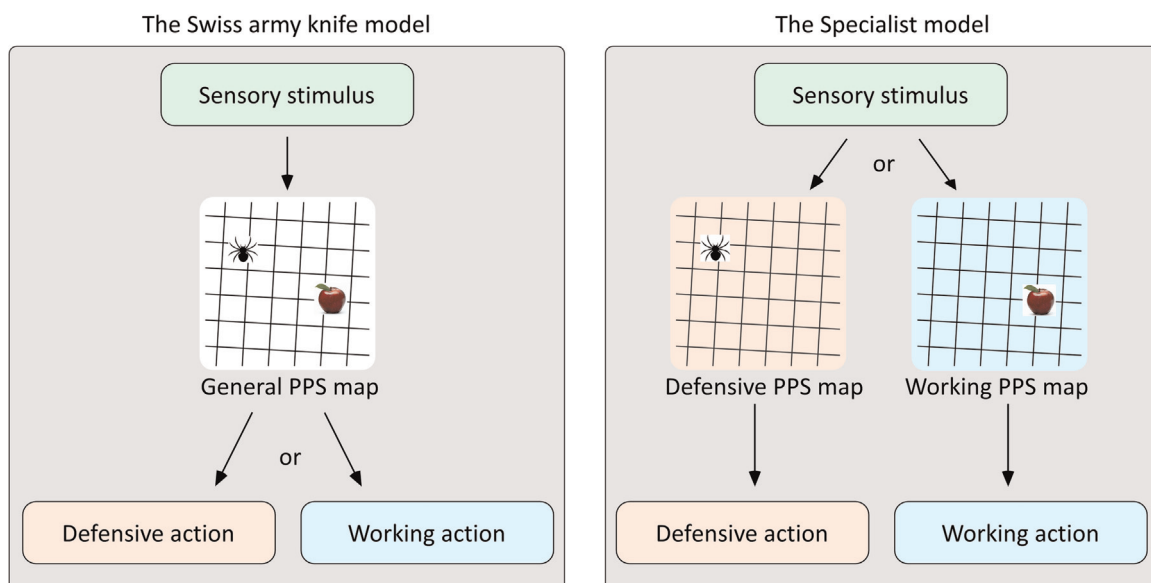 The Swiss army knife model
Sensory stimulus
General PPS map
or
Defensive action
Working action
The Specialist model
Sensory stimulus
or
Defensive PPS map
Working PPS map
Defensive action
Working action